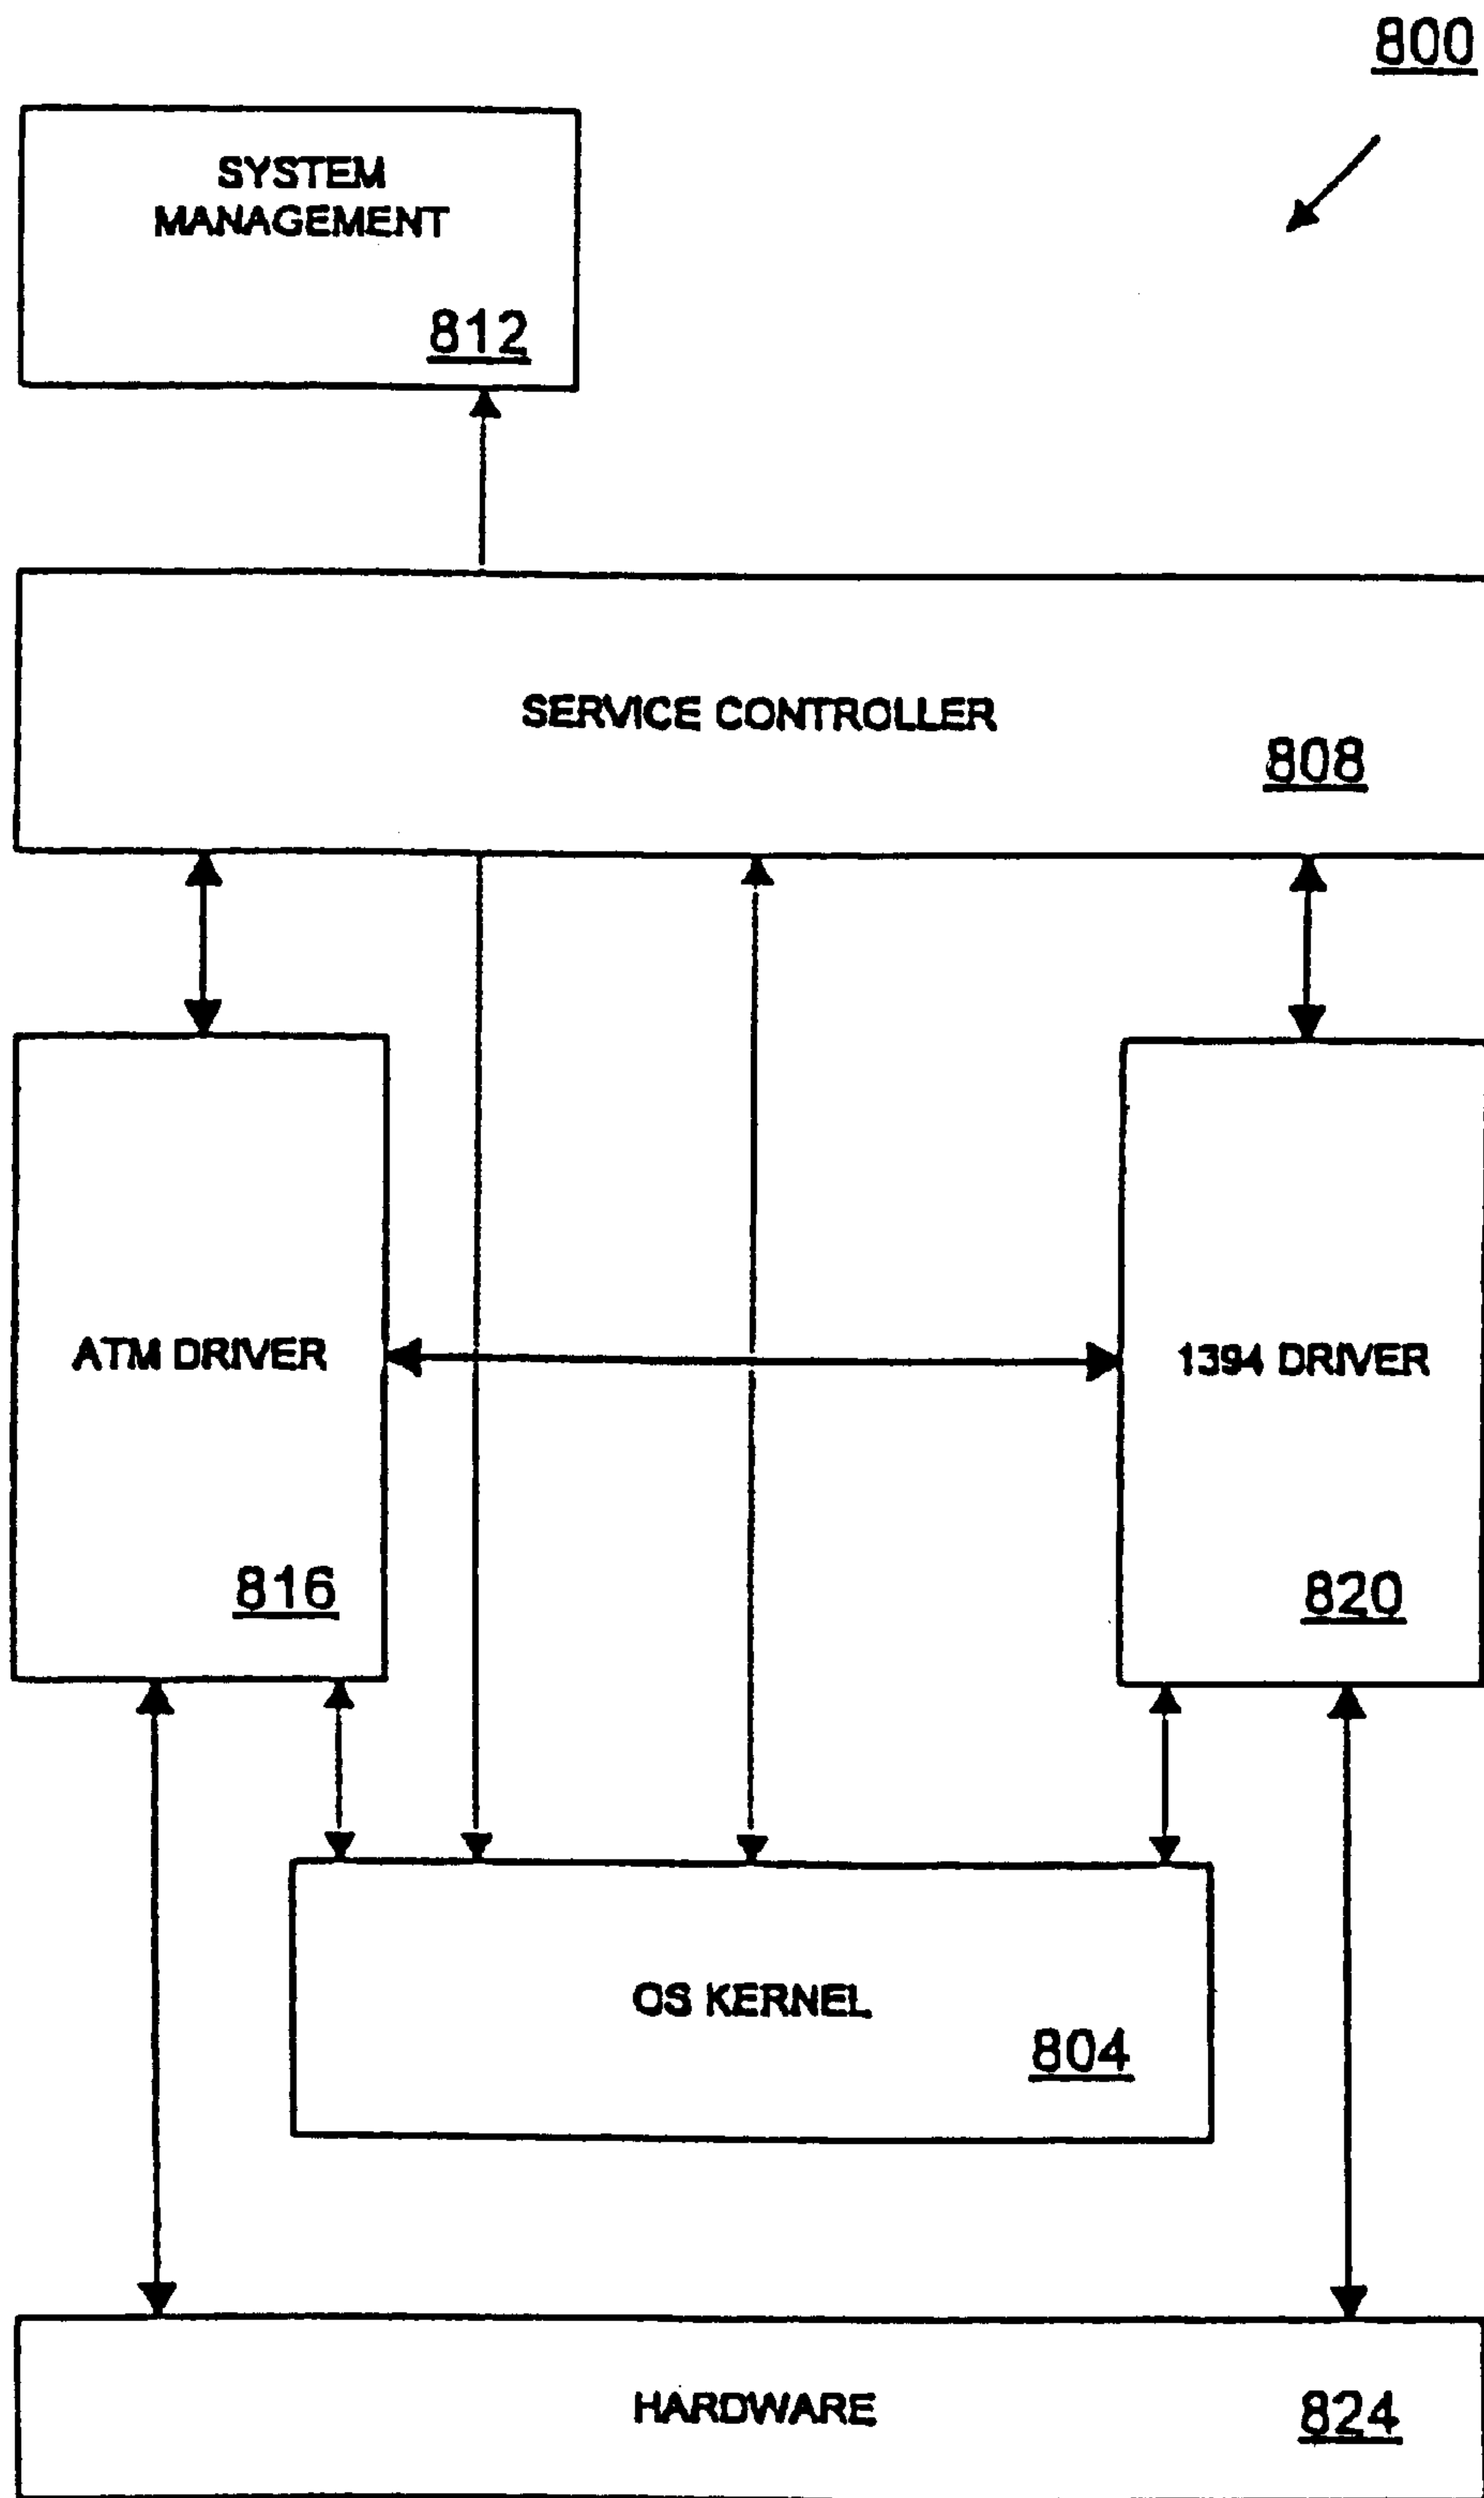 800
SYSTEM
MANAGEMENT
812
SERVICE CONTROLLER
808
ATM DRIVER
1394 DRIVER
816
820
OS KERNEL
804
HARDWARE
824